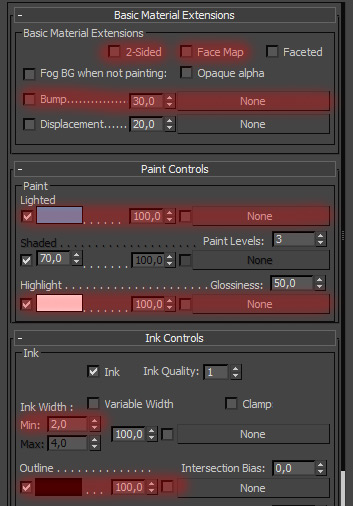 - Basic Material Extensions
Basic Material Extensions
2-Sided Face Map Faceted
Fog BG when not painting: Opaque alpha
Bump............... 30,0 None
Displacement...... 20,0 None
- Paint Controls
Paint
Lighted
. . . . . . 100,0 None
Shaded . . . . . . . . . . . . . . . . Paint Levels: 3
70,0 . . . . . . . 100,0 None
Highlight . . . . . . . . . . . . . . . . Glossiness: 50,0
. . . . . . 100,0 None
- Ink Controls
Ink
Ink Ink Quality: 1
Ink Width : Variable Width Clamp
Min: 2,0
Max: 4,0 100,0 None
Outline . . . . . . . . . . . . . . Intersection Bias: 0,0
. . . 100,0